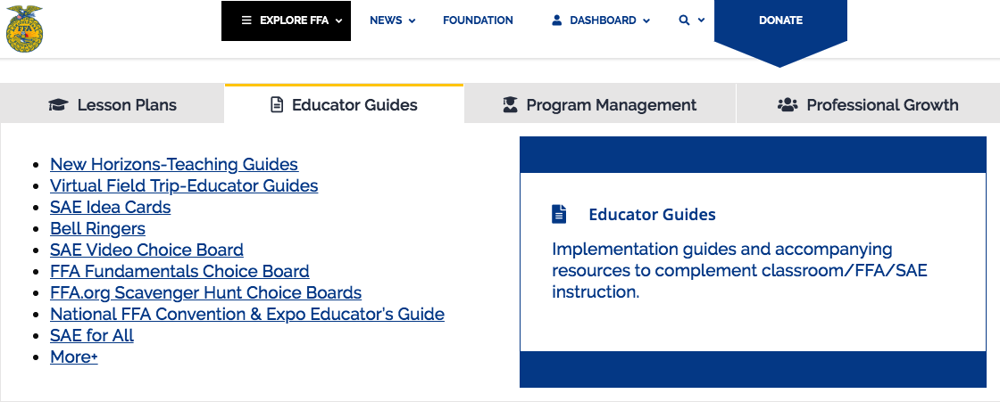 FFA
EXPLORE FFA
NEWS
FOUNDATION
DASHBOARD
DONATE
Lesson Plans
Educator Guides
Program Management
Professional Growth
New Horizons-Teaching Guides
Virtual Field Trip-Educator Guides
SAE Idea Cards
Bell Ringers
SAE Video Choice Board
FFA Fundamentals Choice Board
FFA.org Scavenger Hunt Choice Boards
National FFA Convention & Expo Educator’s Guide
SAE for All
More+
Educator Guides
Implementation guides and accompanying
resources to complement classroom/FFA/SAE
instruction.